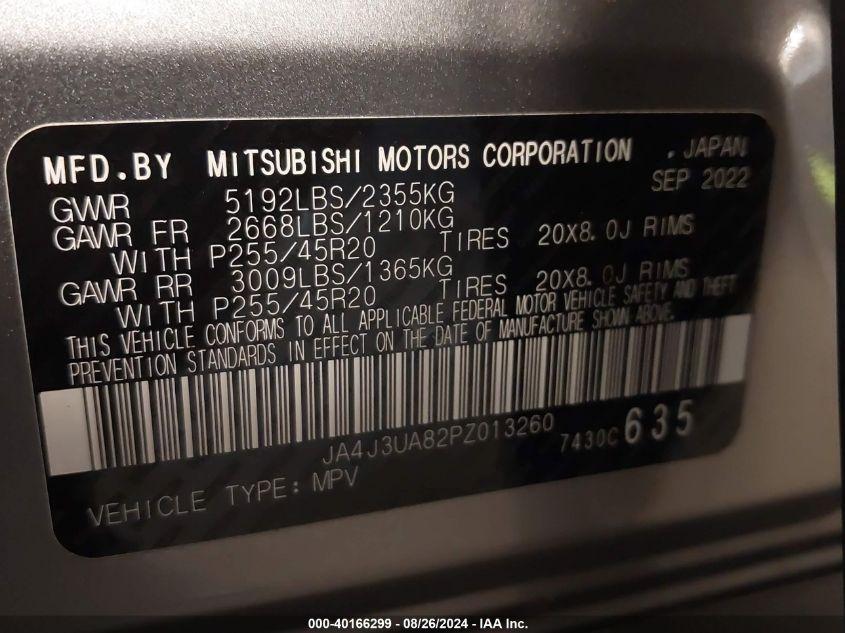 MFD.BY MITSUBISHI MOTORS CORPORATION . JAPAN
SEP 2022
GVWR 5192LBS/2355KG
GAWR FR 2668LBS/1210KG
WITH P255/45R20 TIRES 20X8.0J RIMS
GAWR RR 3009LBS/1365KG
WITH P255/45R20 TIRES 20X8.0J RIMS
THIS VEHICLE CONFORMS TO ALL APPLICABLE FEDERAL MOTOR VEHICLE SAFETY AND THEFT
PREVENTION STANDARDS IN EFFECT ON THE DATE OF MANUFACTURE SHOWN ABOVE.
JA4J3UA82PZ013260 7430C 635
VEHICLE TYPE: MPV
000-40166299 / 08/26/2024 - IAA Inc.